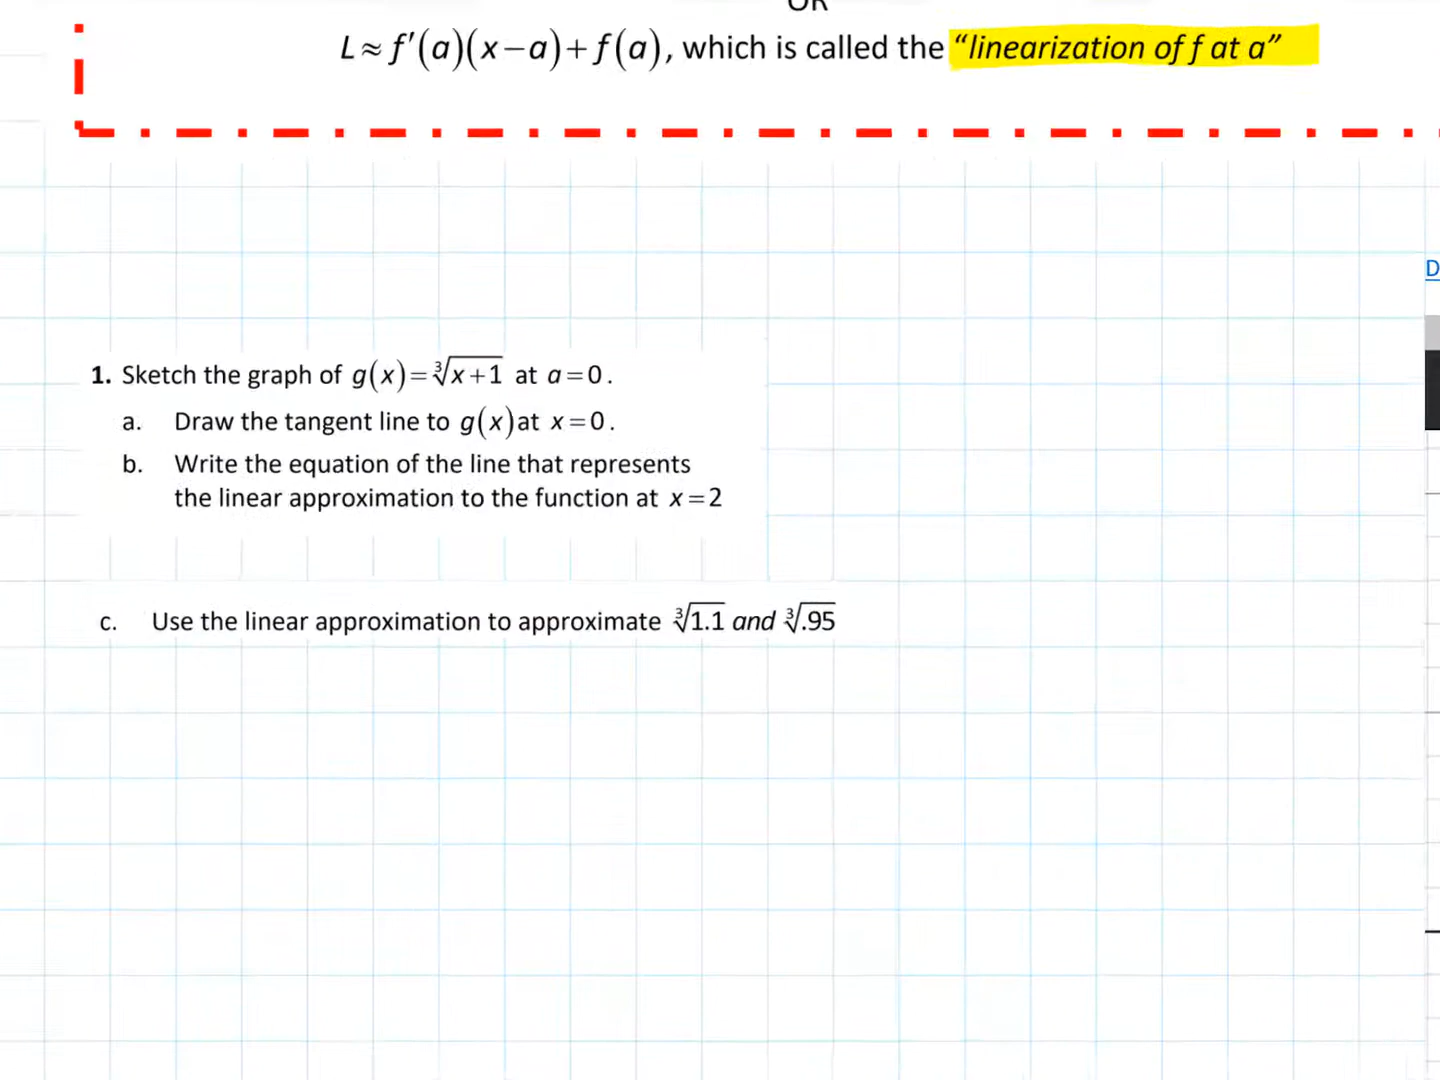 OR
L ≈ f′(a)(x−a)+f(a), which is called the “linearization of f at a”
D
1. Sketch the graph of g(x)=∛(x+1) at a=0.
a. Draw the tangent line to g(x) at x=0.
b. Write the equation of the line that represents
the linear approximation to the function at x=2
c. Use the linear approximation to approximate ∛1.1 and ∛.95